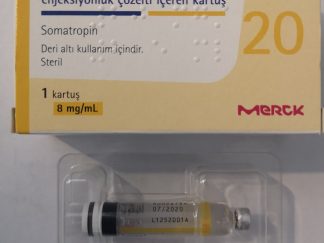 enjeksiyonluk çözelti içeren kartuş
Somatropin
Deri altı kullanım içindir.
Steril
20
1 kartuş
8 mg/mL
MERCK
07/2020
L1252D01A